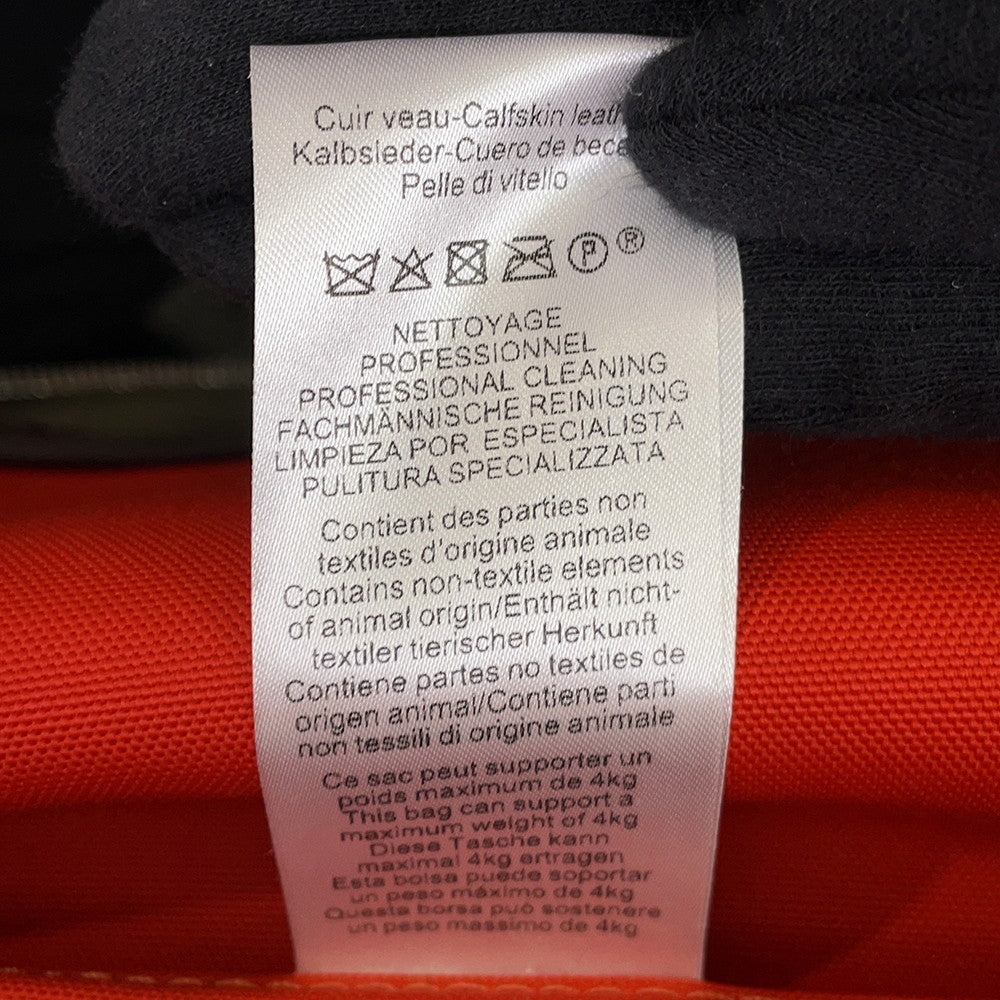 Cuir veau-Calfskin
Kalbsleder-Cuero de
Pelle di vitello
P ®
NETTOYAGE
PROFESSIONNEL
PROFESSIONAL CLEANING
FACHMÄNNISCHE REINIGUNG
LIMPIEZA POR ESPECIALISTA
PULITURA SPECIALIZZATA
Contient des parties non
textiles d'origine animale
Contains non-textile elements
of animal origin/Enthält nicht-
textiler tierischer Herkunft
Contiene partes no textiles de
origen animal/Contiene parti
non tessili di origine animale
Ce sac peut supporter un
poids maximum de 4kg
This bag can support a
maximum weight of 4kg
Diese Tasche kann
maximal 4kg ertragen
Esta bolsa puede soportar
un peso máximo de 4kg
Questa borsa può sostenere
un peso massimo de 4kg